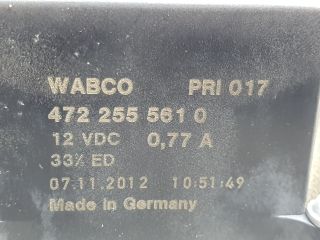 WABCO PRI 017
472 255 561 0
12 VDC 0,77 A
33% ED
07.11.2012 10:51:49
Made in Germany